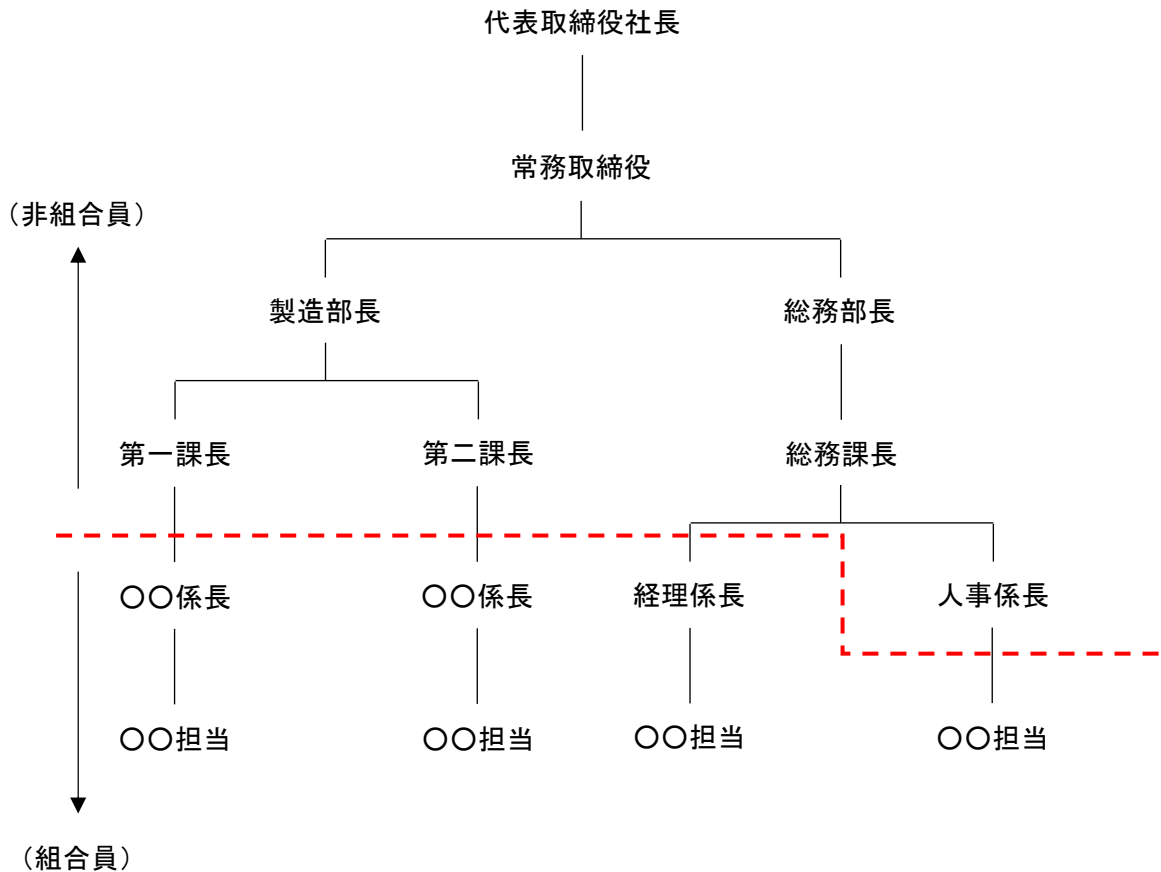 代表取締役社長
常務取締役
（非組合員）
製造部長
総務部長
第一課長
第二課長
総務課長
〇〇係長
〇〇係長
経理係長
人事係長
〇〇担当
〇〇担当
〇〇担当
〇〇担当
（組合員）